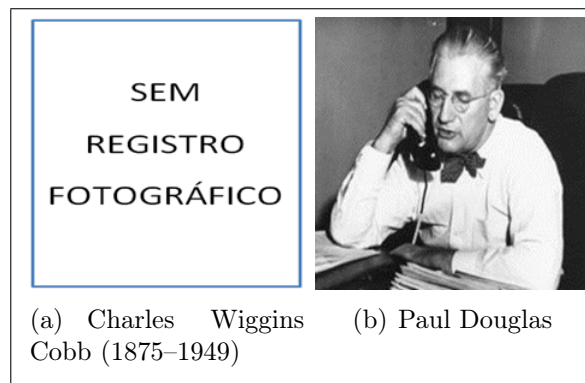 SEM
REGISTRO
FOTOGRÁFICO
(a) Charles Wiggins
Cobb (1875–1949)
(b) Paul Douglas